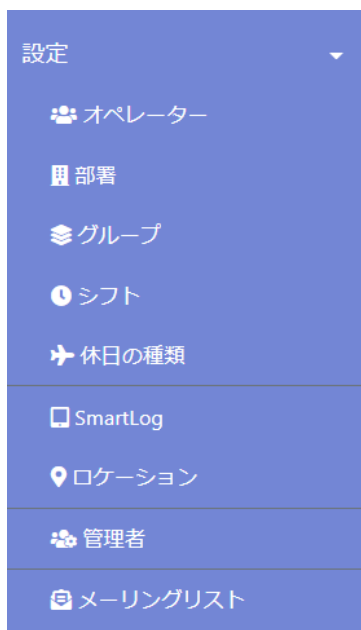 設定
オペレーター
部署
グループ
シフト
休日の種類
SmartLog
ロケーション
管理者
メーリングリスト